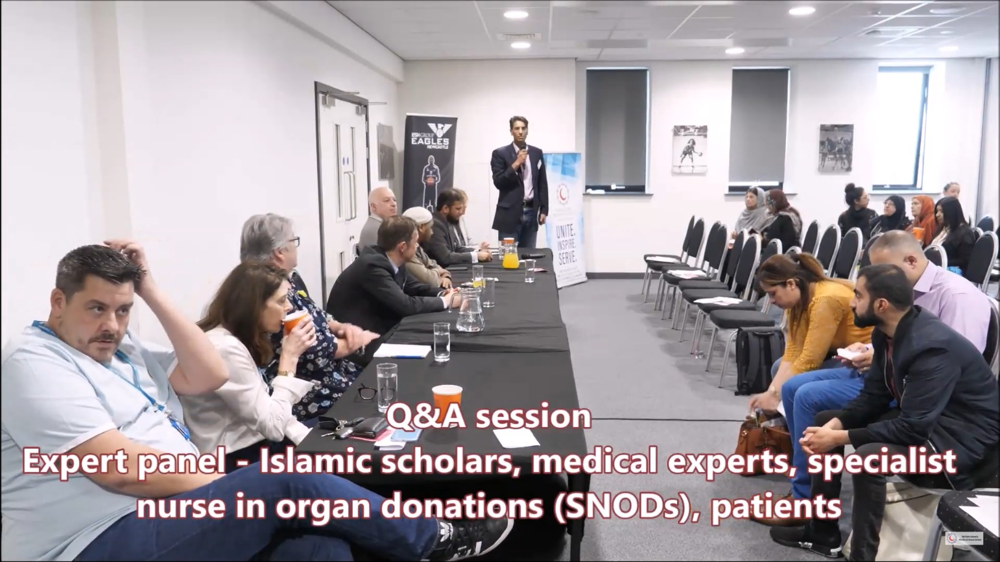 ESH GROUP
EAGLES
NEWCASTLE
UNITE.
INSPIRE.
SERVE.
Q&A session
Expert panel - Islamic scholars, medical experts, specialist
nurse in organ donations (SNODs), patients